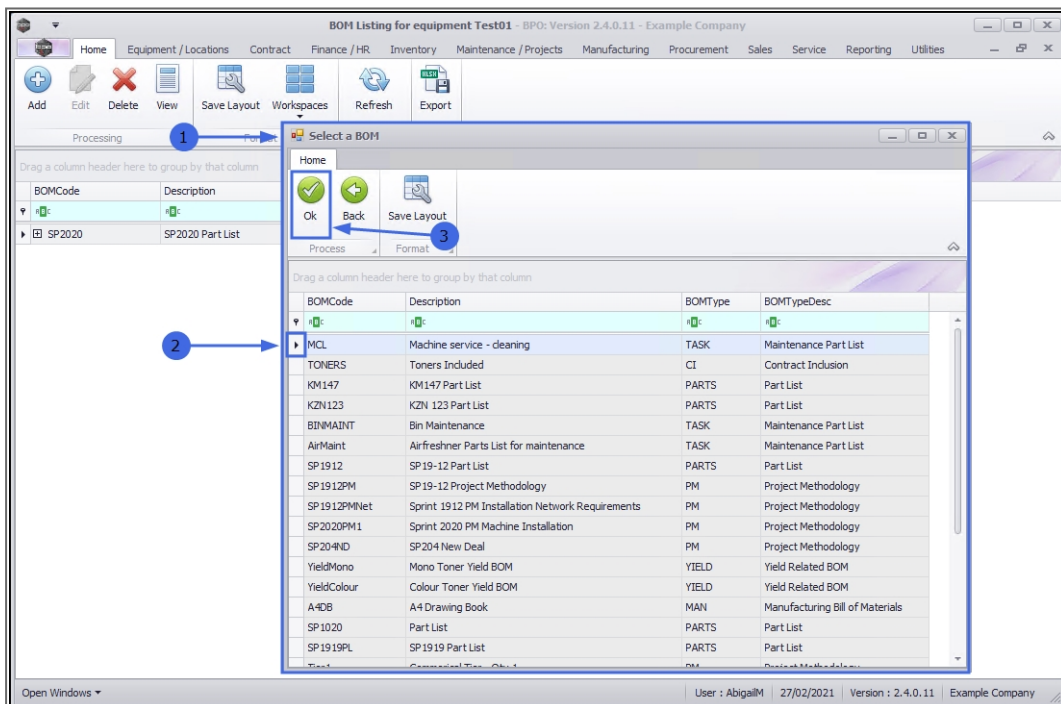 BOM Listing for equipment Test01 - BPO: Version 2.4.0.11 - Example Company
Home Equipment / Locations Contract Finance / HR Inventory Maintenance / Projects Manufacturing Procurement Sales Service Reporting Utilities
Add Edit Delete View Save Layout Workspaces Refresh Export
Processing
1
Select a BOM
Drag a column header here to group by that column
BOMCode Description
SP2020 SP2020 Part List
Home
Ok Back Save Layout
3
Process Format
Drag a column header here to group by that column
BOMCode Description BOMType BOMTypeDesc
2
MCL Machine service - cleaning TASK Maintenance Part List
TONERS Toners Included CI Contract Inclusion
KM147 KM147 Part List PARTS Part List
KZN123 KZN 123 Part List PARTS Part List
BINMAINT Bin Maintenance TASK Maintenance Part List
AirMaint Airfreshner Parts List for maintenance TASK Maintenance Part List
SP1912 SP19-12 Part List PARTS Part List
SP1912PM SP19-12 Project Methodology PM Project Methodology
SP1912PMNet Sprint 1912 PM Installation Network Requirements PM Project Methodology
SP2020PM1 Sprint 2020 PM Machine Installation PM Project Methodology
SP204ND SP204 New Deal PM Project Methodology
YieldMono Mono Toner Yield BOM YIELD Yield Related BOM
YieldColour Colour Toner Yield BOM YIELD Yield Related BOM
A4DB A4 Drawing Book MAN Manufacturing Bill of Materials
SP1020 Part List PARTS Part List
SP1919PL SP1919 Part List PARTS Part List
Open Windows User : AbigailM 27/02/2021 Version : 2.4.0.11 Example Company